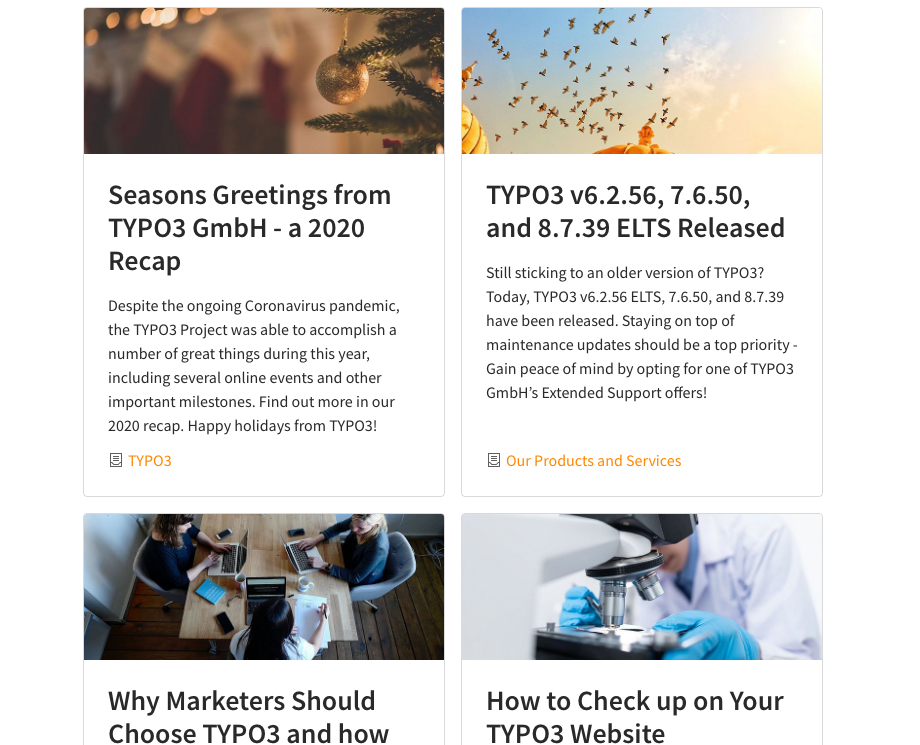 Seasons Greetings from
TYPO3 GmbH - a 2020
Recap
Despite the ongoing Coronavirus pandemic,
the TYPO3 Project was able to accomplish a
number of great things during this year,
including several online events and other
important milestones. Find out more in our
2020 recap. Happy holidays from TYPO3!
TYPO3
TYPO3 v6.2.56, 7.6.50,
and 8.7.39 ELTS Released
Still sticking to an older version of TYPO3?
Today, TYPO3 v6.2.56 ELTS, 7.6.50, and 8.7.39
have been released. Staying on top of
maintenance updates should be a top priority -
Gain peace of mind by opting for one of TYPO3
GmbH’s Extended Support offers!
Our Products and Services
Why Marketers Should
Choose TYPO3 and how
How to Check up on Your
TYPO3 Website